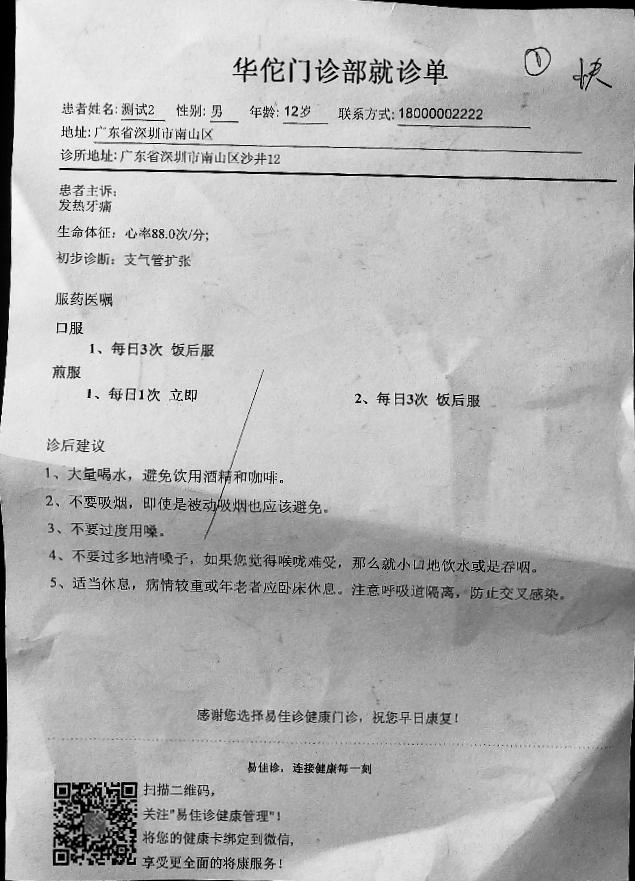 华佗门诊部就诊单
① 快
患者姓名: 测试2 性别: 男 年龄: 12岁 联系方式: 18000002222
地址: 广东省深圳市南山区
诊所地址: 广东省深圳市南山区沙井12
患者主诉:
发热牙痛
生命体征: 心率88.0次/分;
初步诊断: 支气管扩张
服药医嘱
口服
1、每日3次 饭后服
煎服
1、每日1次 立即 2、每日3次 饭后服
诊后建议
1、大量喝水，避免饮用酒精和咖啡。
2、不要吸烟，即使是被动吸烟也应该避免。
3、不要过度用嗓。
4、不要过多地清嗓子，如果您觉得喉咙难受，那么就小口地饮水或是吞咽。
5、适当休息，病情较重或年老者应卧床休息。注意呼吸道隔离，防止交叉感染。
感谢您选择易佳诊健康门诊，祝您早日康复!
易佳诊，连接健康每一刻
扫描二维码，
关注"易佳诊健康管理"!
将您的健康卡绑定到微信,
享受更全面的将康服务!